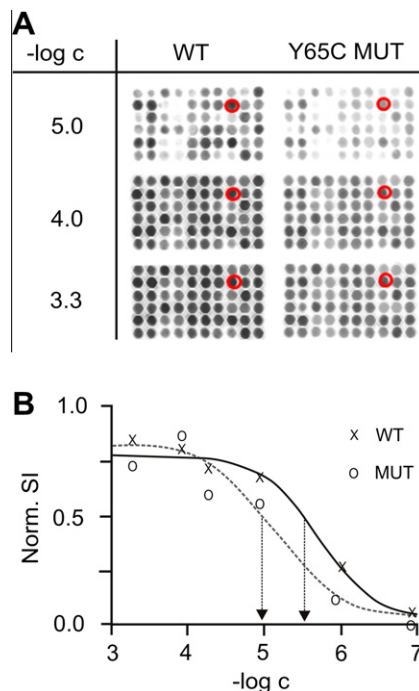 A
-log c WT Y65C MUT
5.0
4.0
3.3
B
1.0
x WT
o MUT
Norm. SI
0.5
0.0
3 4 5 6 7
-log c